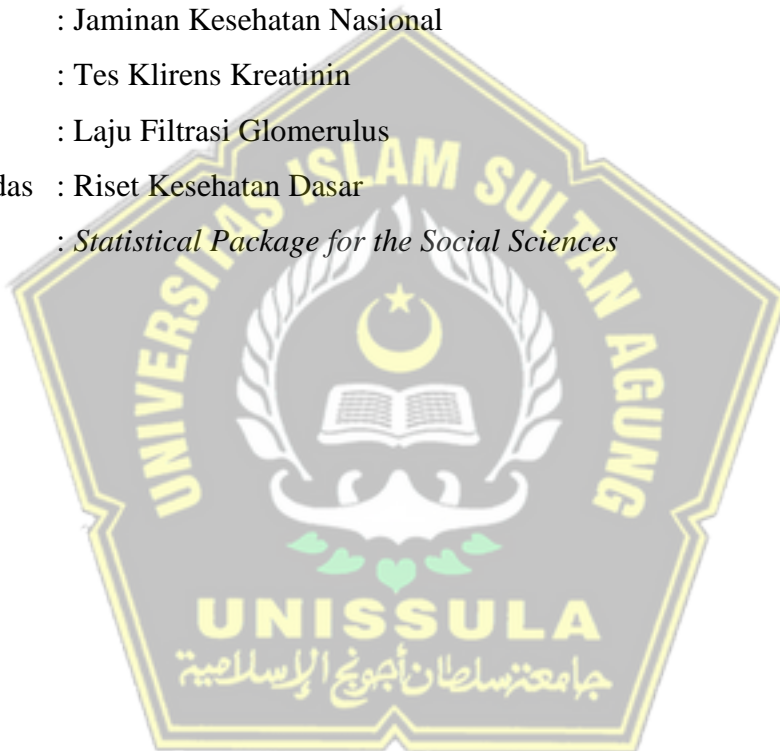 : Jaminan Kesehatan Nasional
: Tes Klirens Kreatinin
: Laju Filtrasi Glomerulus
das : Riset Kesehatan Dasar
: Statistical Package for the Social Sciences
UNIVERSITAS ISLAM SULTAN AGUNG
UNISSULA
جامعة سلطان أجونج الإسلامية